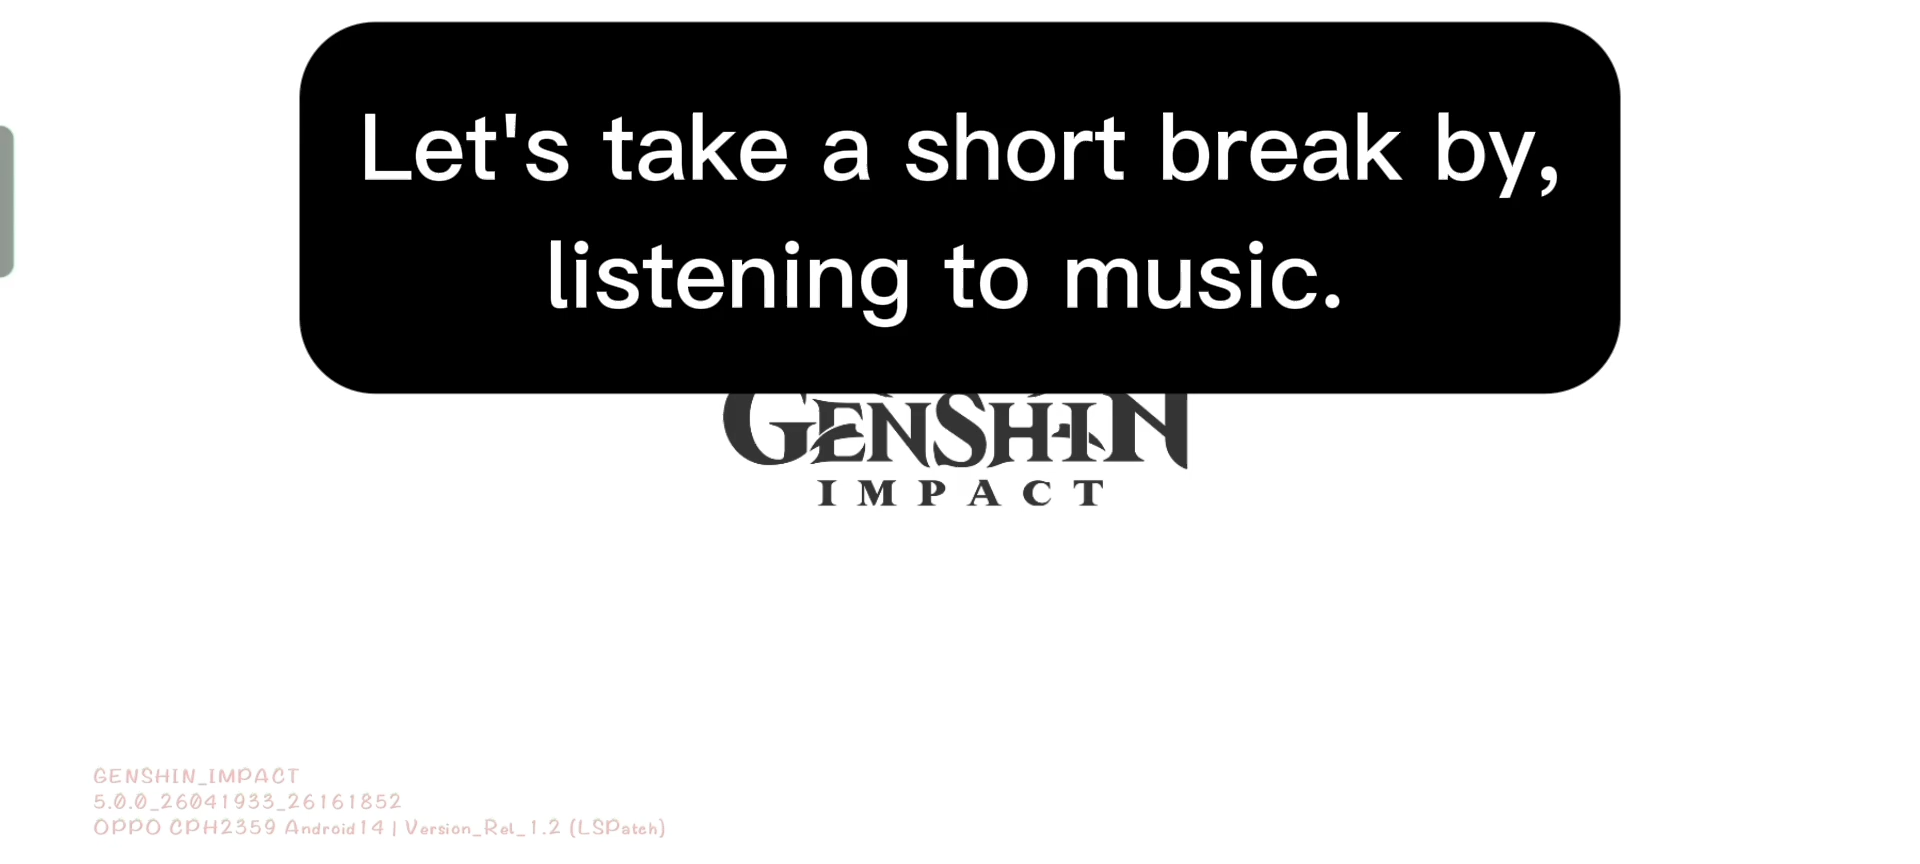 Let's take a short break by,
listening to music.
GENSHIN
IMPACT
GENSHIN_IMPACT
5.0.0_26041933_26161852
OPPO CPH2359 Android14 | Version_Rel_1.2 (LSPatch)